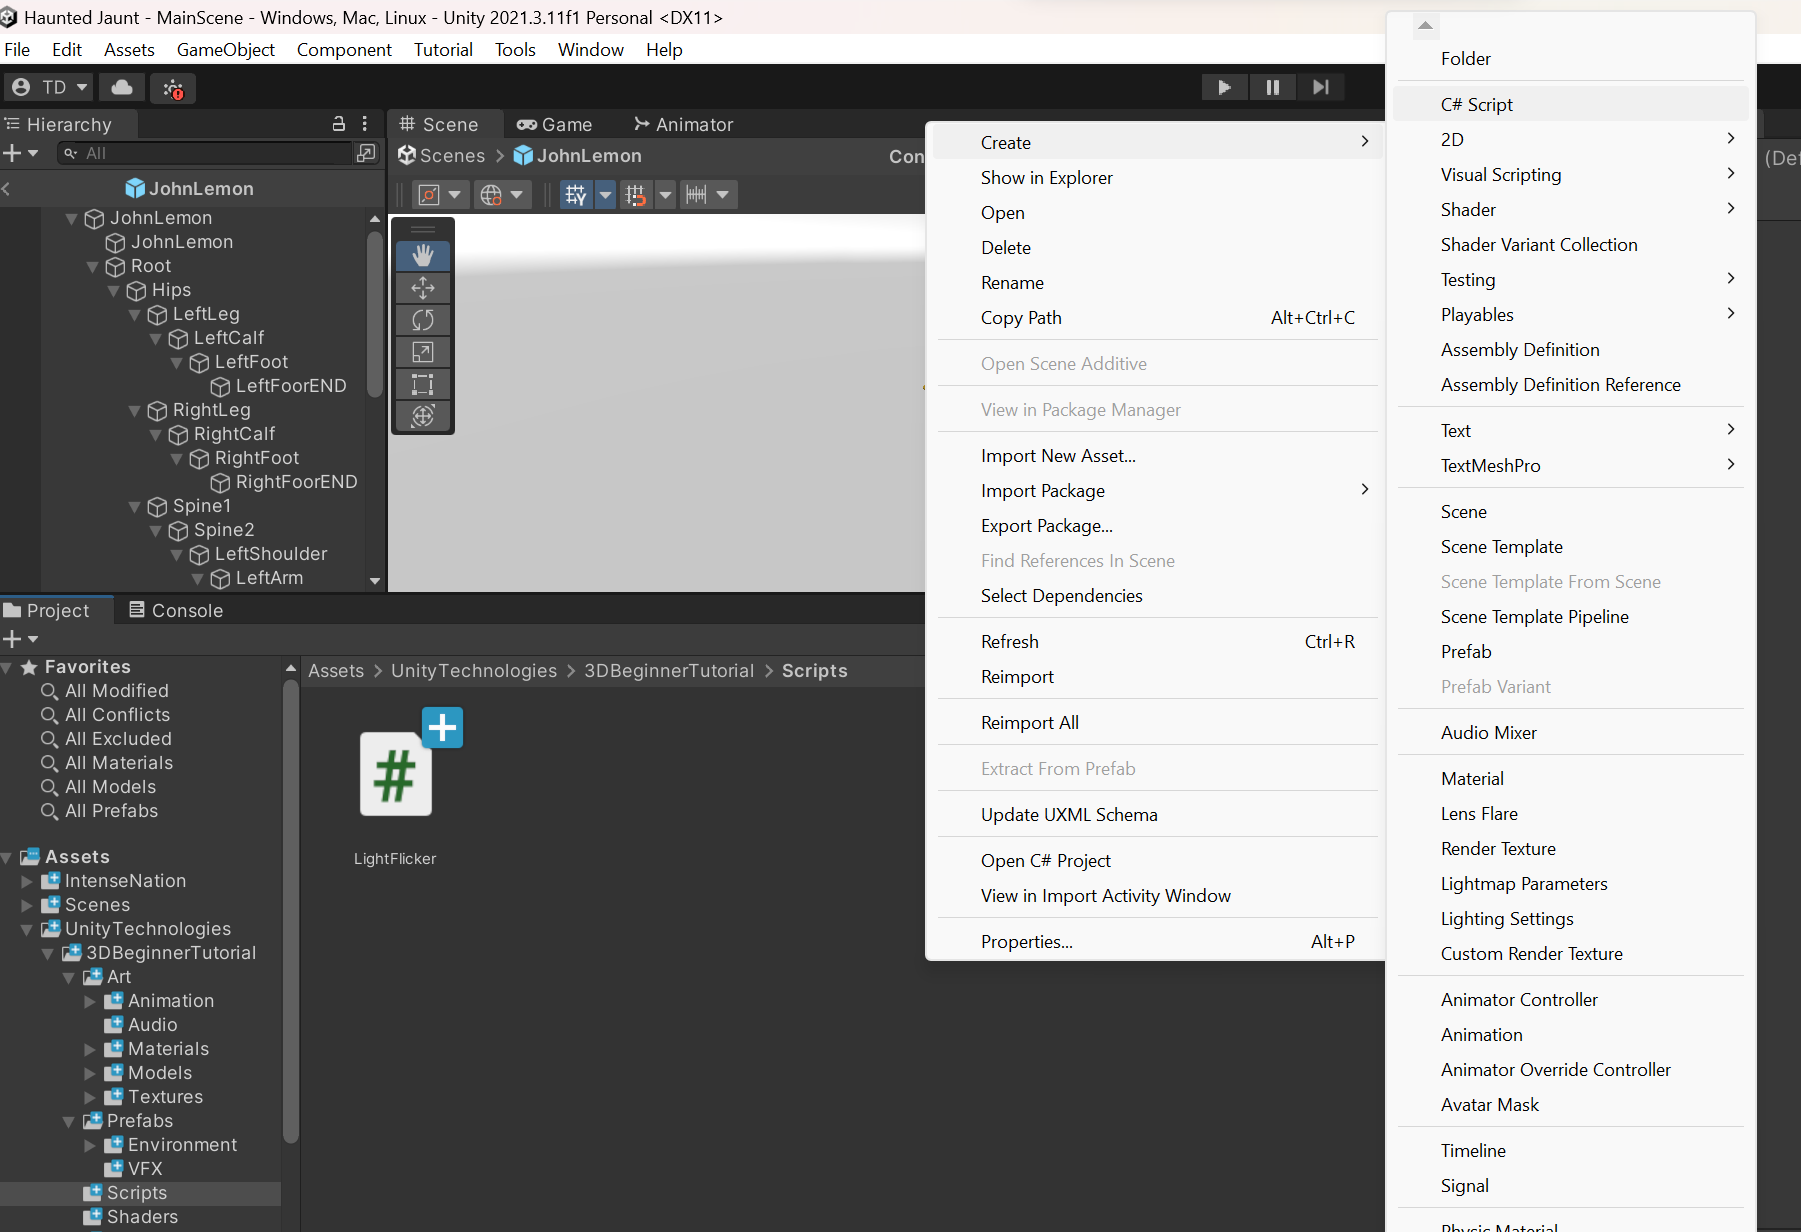 Haunted Jaunt - MainScene - Windows, Mac, Linux - Unity 2021.3.11f1 Personal <DX11>
File Edit Assets GameObject Component Tutorial Tools Window Help
TD
Hierarchy
All
JohnLemon
JohnLemon
JohnLemon
Root
Hips
LeftLeg
LeftCalf
LeftFoot
LeftFoorEND
RightLeg
RightCalf
RightFoot
RightFoorEND
Spine1
Spine2
LeftShoulder
LeftArm
Scene Game Animator
Scenes > JohnLemon
Con
(De
Project Console
Favorites
All Modified
All Conflicts
All Excluded
All Materials
All Models
All Prefabs
Assets
IntenseNation
Scenes
UnityTechnologies
3DBeginnerTutorial
Art
Animation
Audio
Materials
Models
Textures
Prefabs
Environment
VFX
Scripts
Shaders
Assets > UnityTechnologies > 3DBeginnerTutorial > Scripts
#
LightFlicker
Create >
Show in Explorer
Open
Delete
Rename
Copy Path Alt+Ctrl+C
Open Scene Additive
View in Package Manager
Import New Asset...
Import Package >
Export Package...
Find References In Scene
Select Dependencies
Refresh Ctrl+R
Reimport
Reimport All
Extract From Prefab
Update UXML Schema
Open C# Project
View in Import Activity Window
Properties... Alt+P
Folder
C# Script
2D >
Visual Scripting >
Shader >
Shader Variant Collection
Testing >
Playables >
Assembly Definition
Assembly Definition Reference
Text >
TextMeshPro >
Scene
Scene Template
Scene Template From Scene
Scene Template Pipeline
Prefab
Prefab Variant
Audio Mixer
Material
Lens Flare
Render Texture
Lightmap Parameters
Lighting Settings
Custom Render Texture
Animator Controller
Animation
Animator Override Controller
Avatar Mask
Timeline
Signal
Physic Material